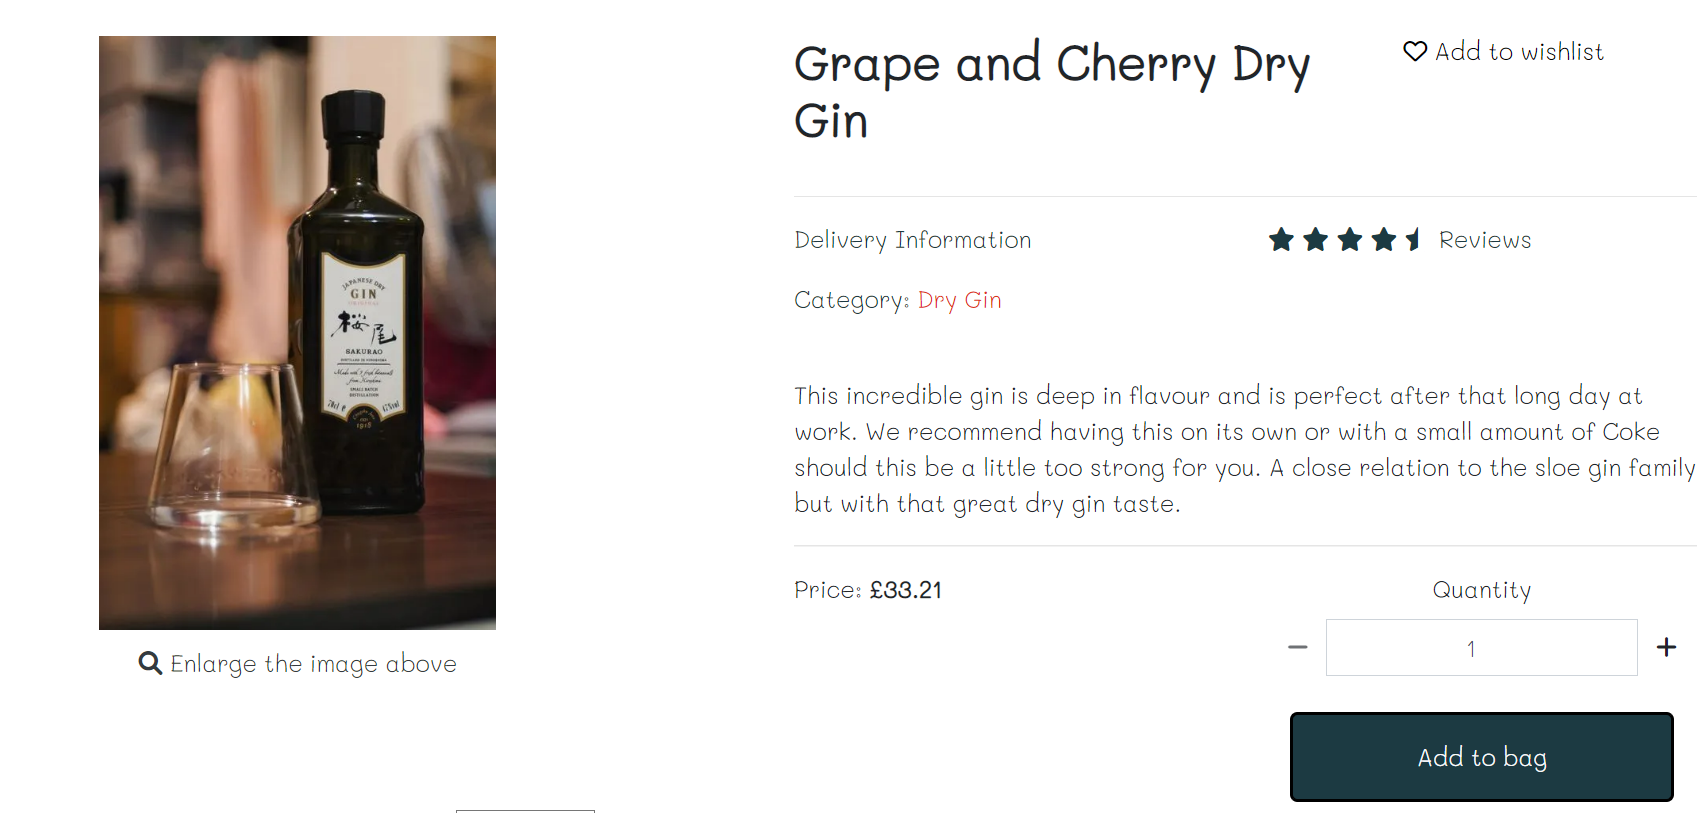 Grape and Cherry Dry
Gin
Add to wishlist
Delivery Information
Reviews
Category: Dry Gin
This incredible gin is deep in flavour and is perfect after that long day at
work. We recommend having this on its own or with a small amount of Coke
should this be a little too strong for you. A close relation to the sloe gin family
but with that great dry gin taste.
Price: £33.21
Quantity
1
Add to bag
JAPANESE DRY
GIN
桜尾
SAKURAO
DISTILLED IN HIROSHIMA
Made with 9 fresh botanicals
from Hiroshima
SMALL BATCH
DISTILLATION
70cl
47%vol
1918
Enlarge the image above